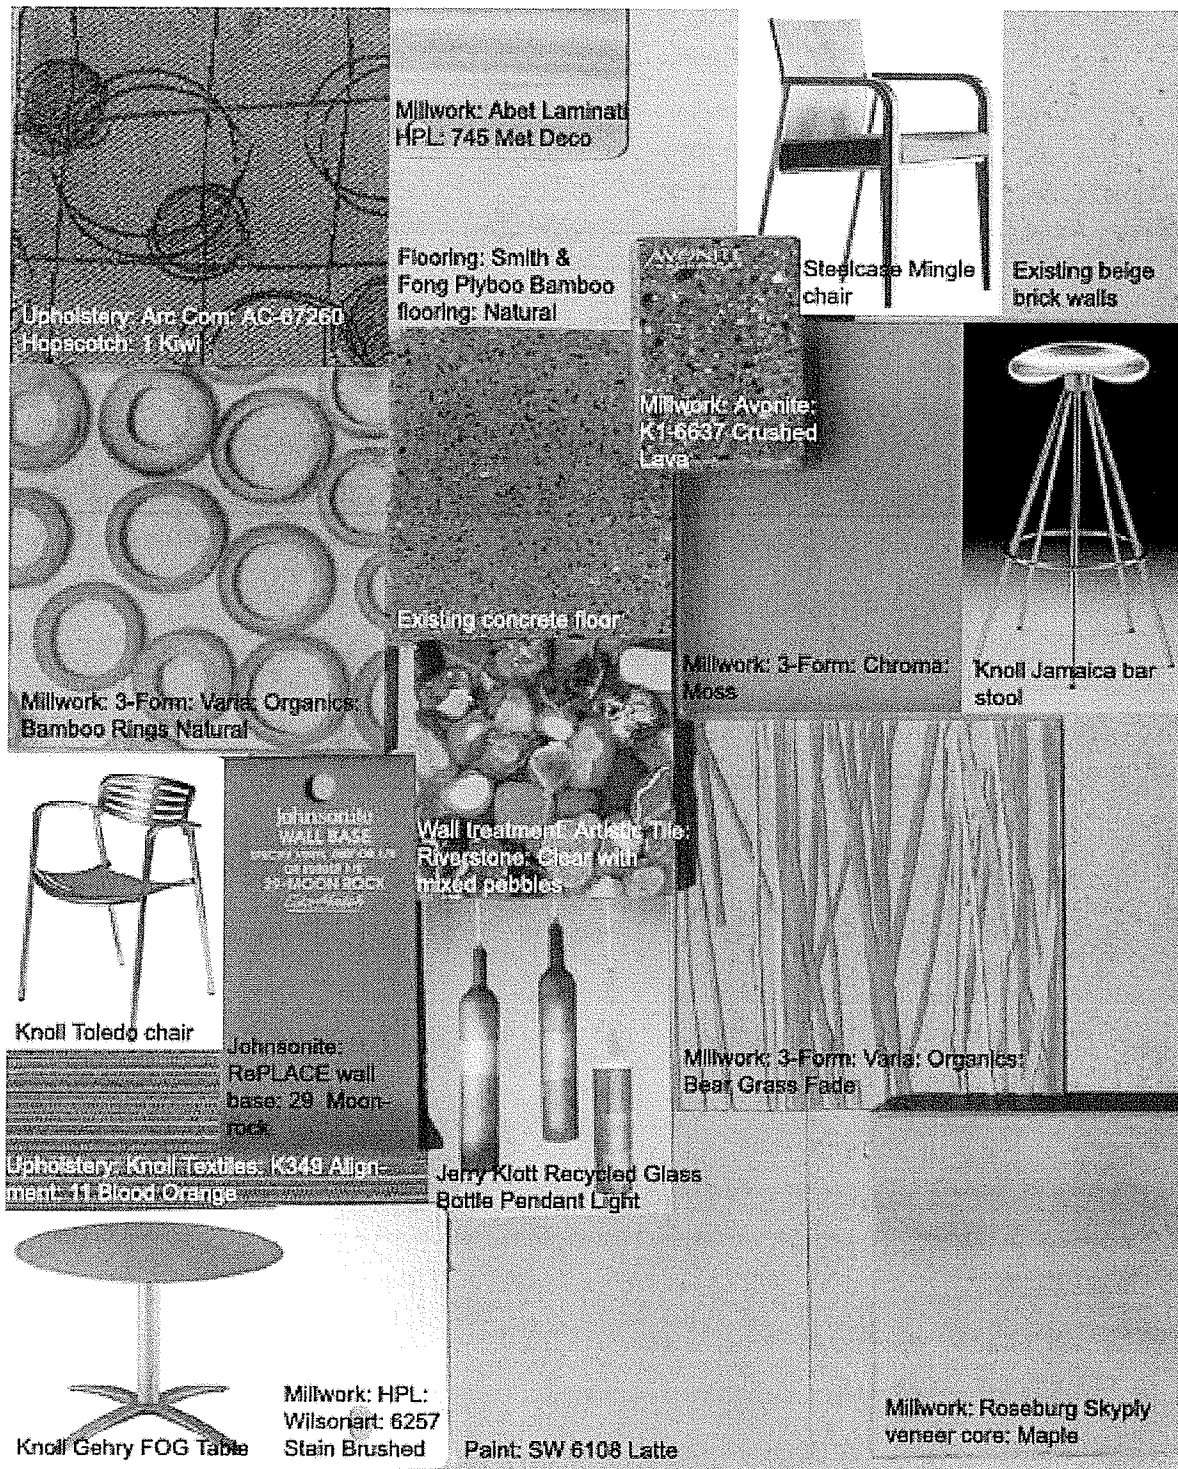 Millwork: Abet Laminati
HPL: 745 Met Deco
Flooring: Smith &
Fong Plyboo Bamboo
flooring: Natural
AVONITE
Steelcase Mingle
chair
Existing beige
brick walls
Upholstery: Arc Com: AC-67260
Hopscotch: 1 Kiwi
Millwork: Avonite:
K1-6637 Crushed
Lava
Existing concrete floor
Millwork: 3-Form: Chroma:
Moss
Knoll Jamaica bar
stool
Millwork: 3-Form: Varia: Organics:
Bamboo Rings Natural
Johnsonite
WALL BASE
29-MOON ROCK
Wall treatment: Artistic Tile:
Riverstone: Clear with
mixed pebbles
Knoll Toledo chair
Johnsonite:
RePLACE wall
base: 29 Moon-
rock
Millwork: 3-Form: Varia: Organics:
Bear Grass Fade
Upholstery: Knoll Textiles: K349 Align-
ment: 11 Blood Orange
Jerry Klott Recycled Glass
Bottle Pendant Light
Knoll Gehry FOG Table
Millwork: HPL:
Wilsonart: 6257
Stain Brushed
Paint: SW 6108 Latte
Millwork: Roseburg Skyply
veneer core: Maple